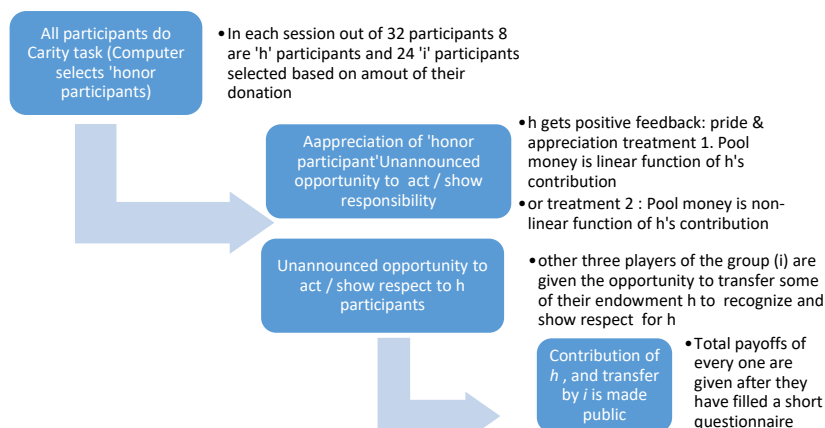 All participants do
Carity task (Computer
selects 'honor
participants)
•In each session out of 32 participants 8
are 'h' participants and 24 'i' participants
selected based on amout of their
donation
Aappreciation of 'honor
participant'Unannounced
opportunity to act / show
responsibility
•h gets positive feedback: pride &
appreciation treatment 1. Pool
money is linear function of h's
contribution
•or treatment 2 : Pool money is non-
linear function of h's contribution
Unannounced opportunity to
act / show respect to h
participants
•other three players of the group (i) are
given the opportunity to transfer some
of their endowment h to recognize and
show respect for h
Contribution of
h , and transfer
by i is made
public
•Total payoffs of
every one are
given after they
have filled a short
questionnaire